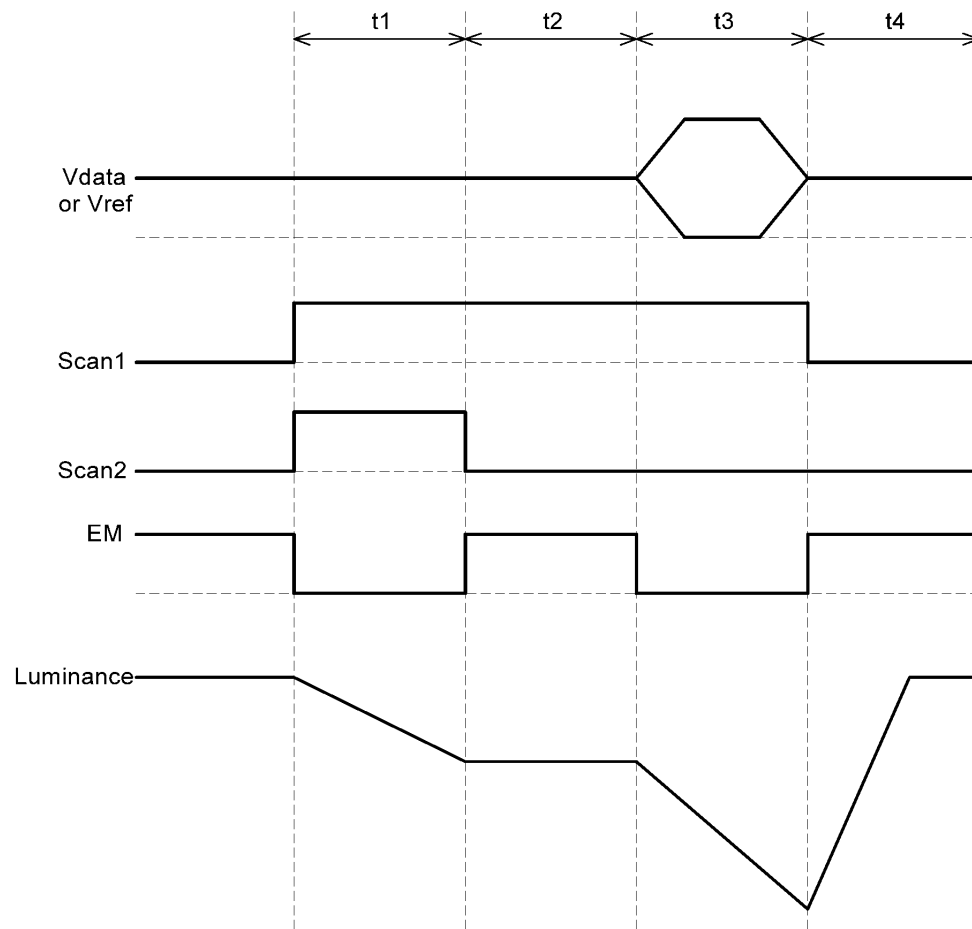 t1 t2 t3 t4
Vdata
or Vref
Scan1
Scan2
EM
Luminance